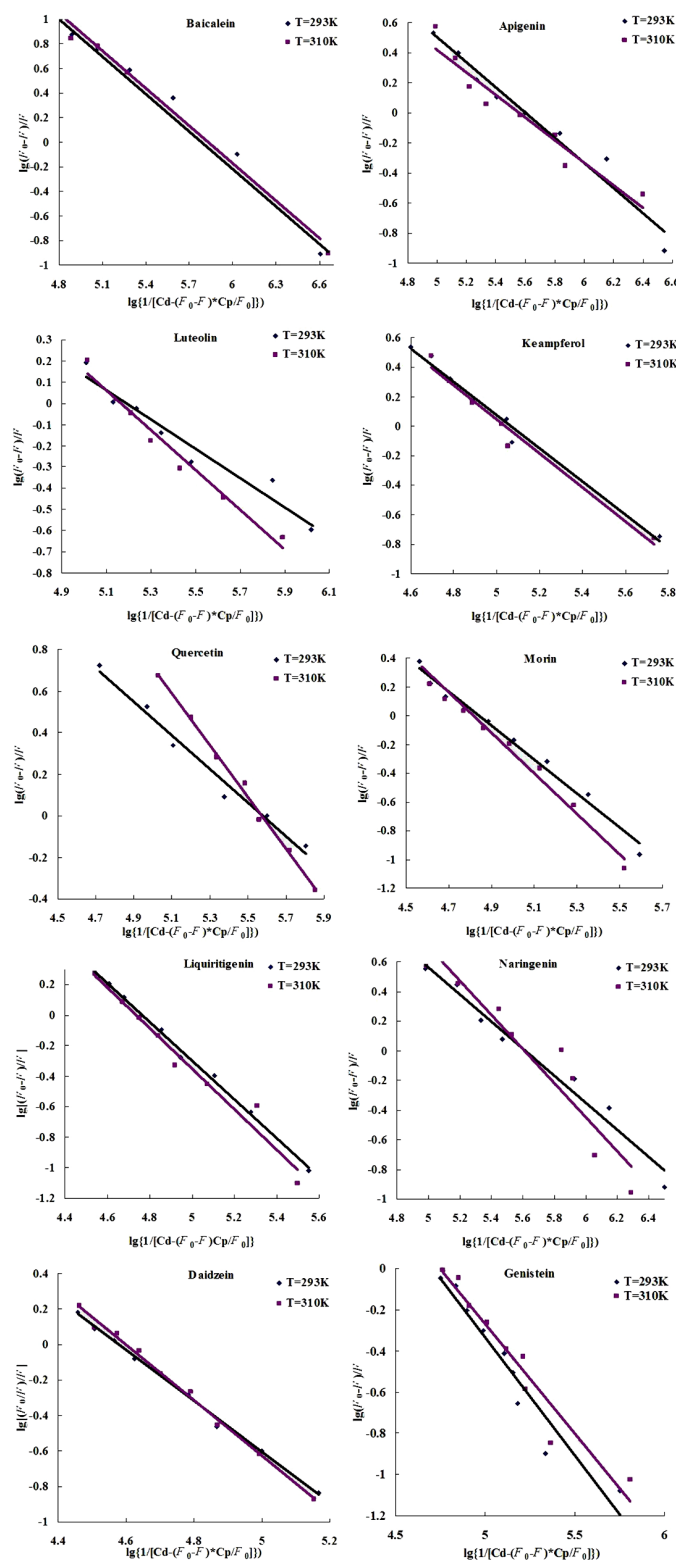 Baicalein
T=293K
T=310K
lg(F₀-F)/F
1
0.8
0.6
0.4
0.2
0
-0.2
-0.4
-0.6
-0.8
-1
4.8 5.1 5.4 5.7 6 6.3 6.6
lg{1/[Cd-(F₀-F)*Cp/F₀]})
Apigenin
T=293K
T=310K
lg(F₀-F)/F
0.6
0.4
0.2
0
-0.2
-0.4
-0.6
-0.8
-1
4.8 5 5.2 5.4 5.6 5.8 6 6.2 6.4 6.6
lg{1/[Cd-(F₀-F)*Cp/F₀]})
Luteolin
T=293K
T=310K
lg(F₀-F)/F
0.3
0.2
0.1
0
-0.1
-0.2
-0.3
-0.4
-0.5
-0.6
-0.7
-0.8
4.9 5.1 5.3 5.5 5.7 5.9 6.1
lg{1/[Cd-(F₀-F)*Cp/F₀]})
Keampferol
T=293K
T=310K
lg(F₀-F)/F
0.6
0.4
0.2
0
-0.2
-0.4
-0.6
-0.8
-1
4.6 4.8 5 5.2 5.4 5.6 5.8
lg{1/[Cd-(F₀-F)*Cp/F₀]})
Quercetin
T=293K
T=310K
lg(F₀-F)/F
0.8
0.6
0.4
0.2
0
-0.2
-0.4
4.5 4.7 4.9 5.1 5.3 5.5 5.7 5.9
lg{1/[Cd-(F₀-F)*Cp/F₀]})
Morin
T=293K
T=310K
lg(F₀-F)/F
0.4
0.2
0
-0.2
-0.4
-0.6
-0.8
-1
-1.2
4.5 4.7 4.9 5.1 5.3 5.5 5.7
lg{1/[Cd-(F₀-F)*Cp/F₀]})
Liquiritigenin
T=293K
T=310K
lg|(F₀-F)/F|
0.2
0
-0.2
-0.4
-0.6
-0.8
-1
-1.2
4.4 4.6 4.8 5 5.2 5.4 5.6
lg{1/[Cd-(F₀-F)Cp/F₀]}
Naringenin
T=293K
T=310K
lg(F₀-F)/F
0.6
0.4
0.2
0
-0.2
-0.4
-0.6
-0.8
-1
5 5.2 5.4 5.6 5.8 6 6.2 6.4
lg{1/[Cd-(F₀-F)*Cp/F₀]})
Daidzein
T=293K
T=310K
lg|(F₀/F)/F|
0.4
0.2
0
-0.2
-0.4
-0.6
-0.8
-1
4.4 4.6 4.8 5 5.2
lg{1/[Cd-(F₀-F)*Cp/F₀]})
Genistein
T=293K
T=310K
lg(F₀-F)/F
0
-0.2
-0.4
-0.6
-0.8
-1
-1.2
4.5 5 5.5 6
lg{1/[Cd-(F₀-F)*Cp/F₀]})